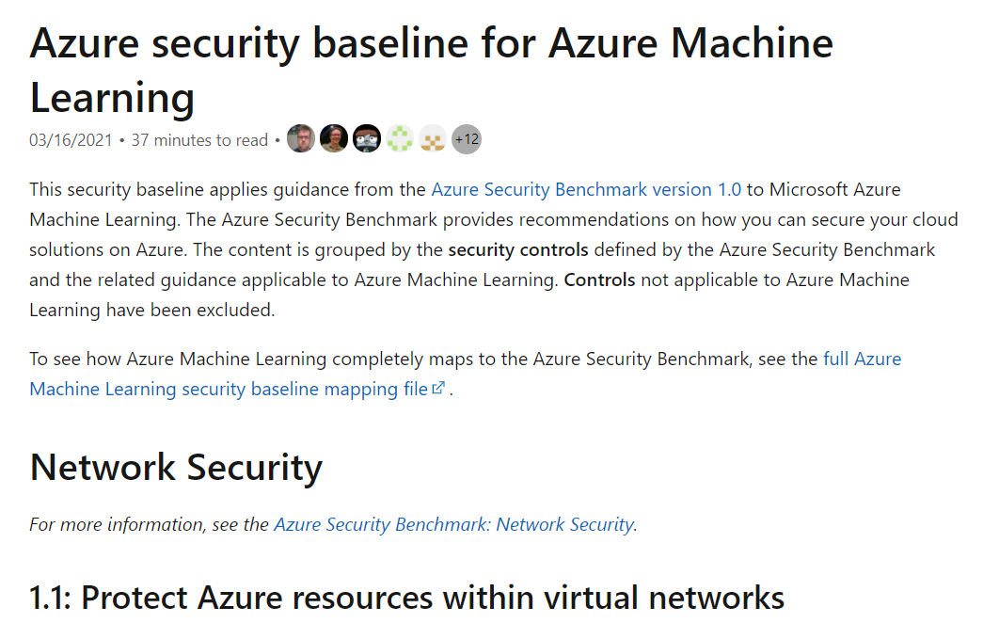 Azure security baseline for Azure Machine
Learning
03/16/2021 • 37 minutes to read • +12
This security baseline applies guidance from the Azure Security Benchmark version 1.0 to Microsoft Azure
Machine Learning. The Azure Security Benchmark provides recommendations on how you can secure your cloud
solutions on Azure. The content is grouped by the security controls defined by the Azure Security Benchmark
and the related guidance applicable to Azure Machine Learning. Controls not applicable to Azure Machine
Learning have been excluded.
To see how Azure Machine Learning completely maps to the Azure Security Benchmark, see the full Azure
Machine Learning security baseline mapping file .
Network Security
For more information, see the Azure Security Benchmark: Network Security.
1.1: Protect Azure resources within virtual networks